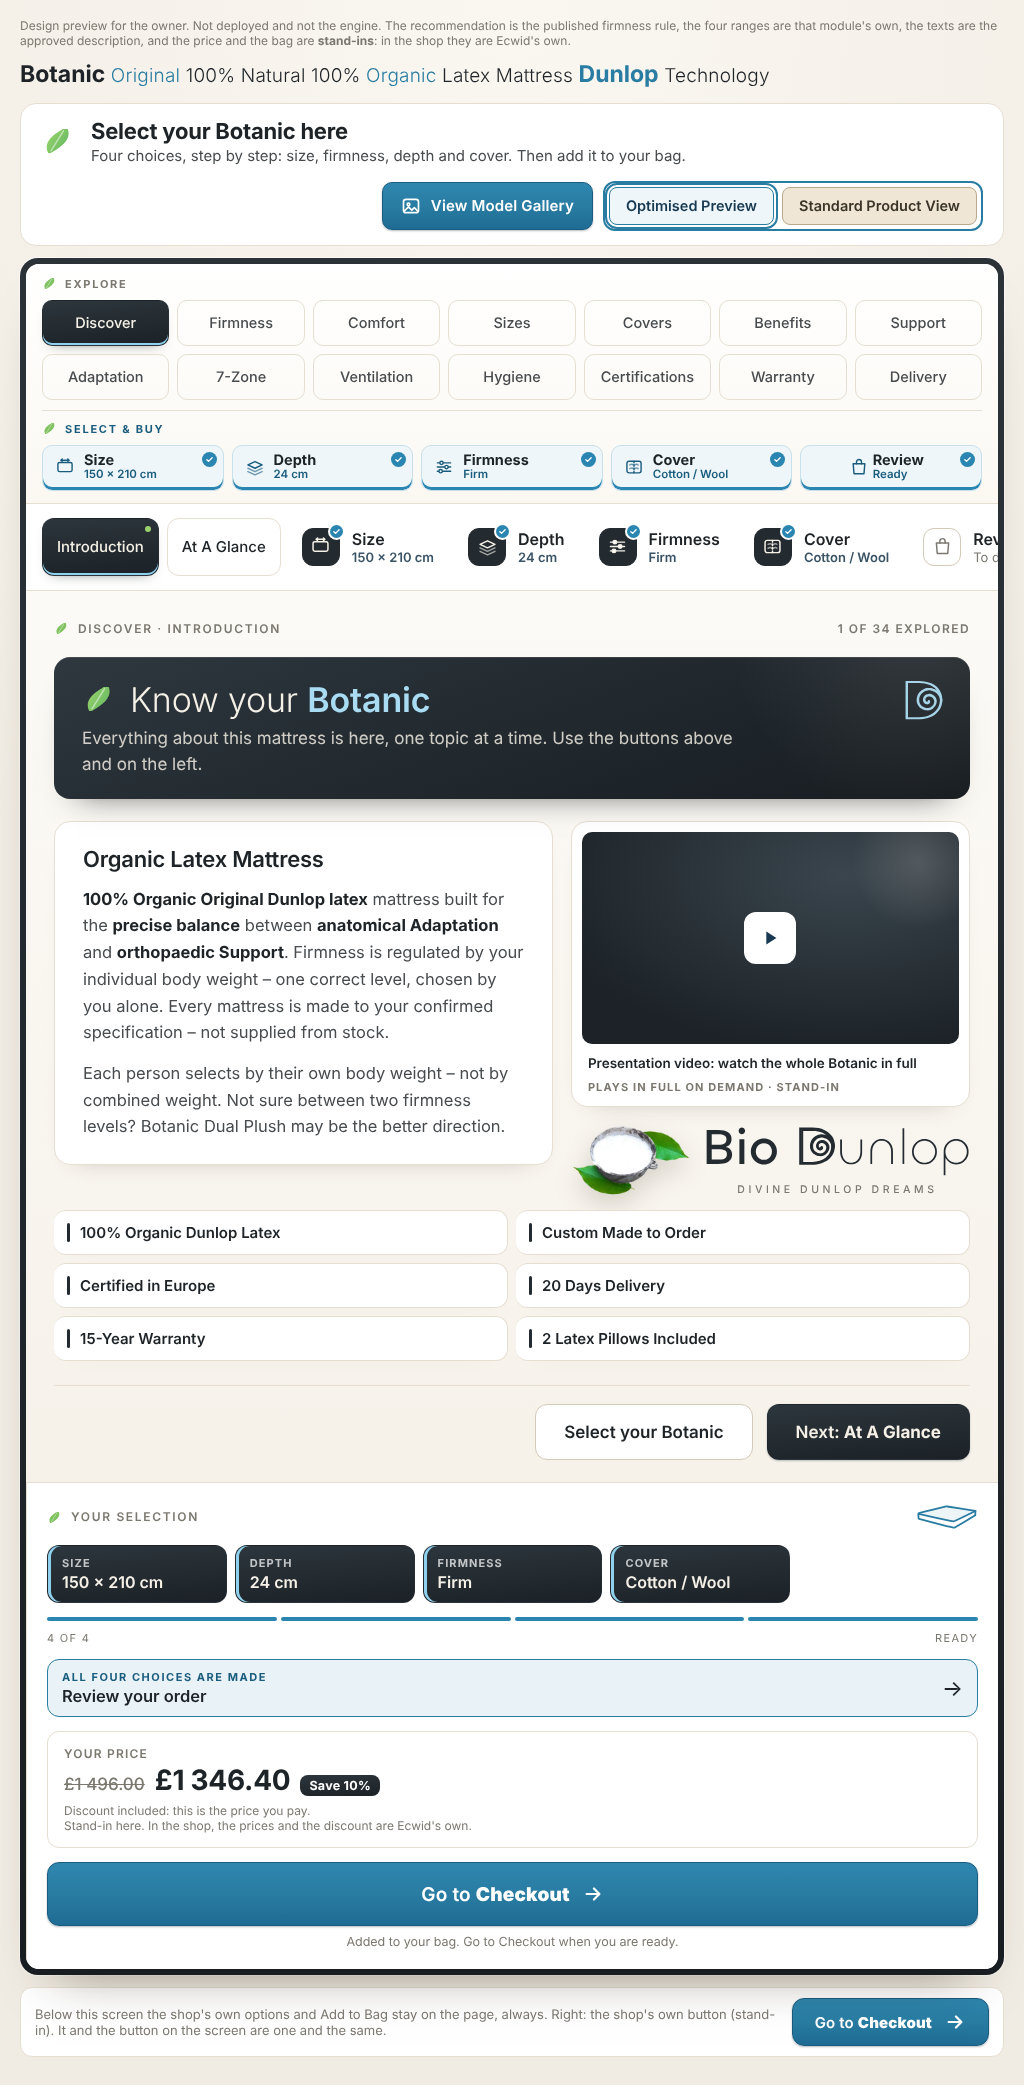 Design preview for the owner. Not deployed and not the engine. The recommendation is the published firmness rule, the four ranges are that module's own, the texts are the
approved description, and the price and the bag are stand-ins: in the shop they are Ecwid's own.
Botanic Original 100% Natural 100% Organic Latex Mattress Dunlop Technology
Select your Botanic here
Four choices, step by step: size, firmness, depth and cover. Then add it to your bag.
View Model Gallery
Optimised Preview
Standard Product View
EXPLORE
Discover
Firmness
Comfort
Sizes
Covers
Benefits
Support
Adaptation
7-Zone
Ventilation
Hygiene
Certifications
Warranty
Delivery
SELECT & BUY
Size
150 × 210 cm
Depth
24 cm
Firmness
Firm
Cover
Cotton / Wool
Review
Ready
Introduction
At A Glance
Size
150 × 210 cm
Depth
24 cm
Firmness
Firm
Cover
Cotton / Wool
DISCOVER · INTRODUCTION
1 OF 34 EXPLORED
Know your Botanic
Everything about this mattress is here, one topic at a time. Use the buttons above
and on the left.
Organic Latex Mattress
100% Organic Original Dunlop latex mattress built for
the precise balance between anatomical Adaptation
and orthopaedic Support. Firmness is regulated by your
individual body weight – one correct level, chosen by
you alone. Every mattress is made to your confirmed
specification – not supplied from stock.
Each person selects by their own body weight – not by
combined weight. Not sure between two firmness
levels? Botanic Dual Plush may be the better direction.
Presentation video: watch the whole Botanic in full
PLAYS IN FULL ON DEMAND · STAND-IN
Bio Dunlop
DIVINE DUNLOP DREAMS
100% Organic Dunlop Latex
Custom Made to Order
Certified in Europe
20 Days Delivery
15-Year Warranty
2 Latex Pillows Included
Select your Botanic
Next: At A Glance
YOUR SELECTION
SIZE
150 × 210 cm
DEPTH
24 cm
FIRMNESS
Firm
COVER
Cotton / Wool
4 OF 4
READY
ALL FOUR CHOICES ARE MADE
Review your order
YOUR PRICE
£1 496.00 £1 346.40 Save 10%
Discount included: this is the price you pay.
Stand-in here. In the shop, the prices and the discount are Ecwid's own.
Go to Checkout
Added to your bag. Go to Checkout when you are ready.
Below this screen the shop's own options and Add to Bag stay on the page, always. Right: the shop's own button (stand-
in). It and the button on the screen are one and the same.
Go to Checkout